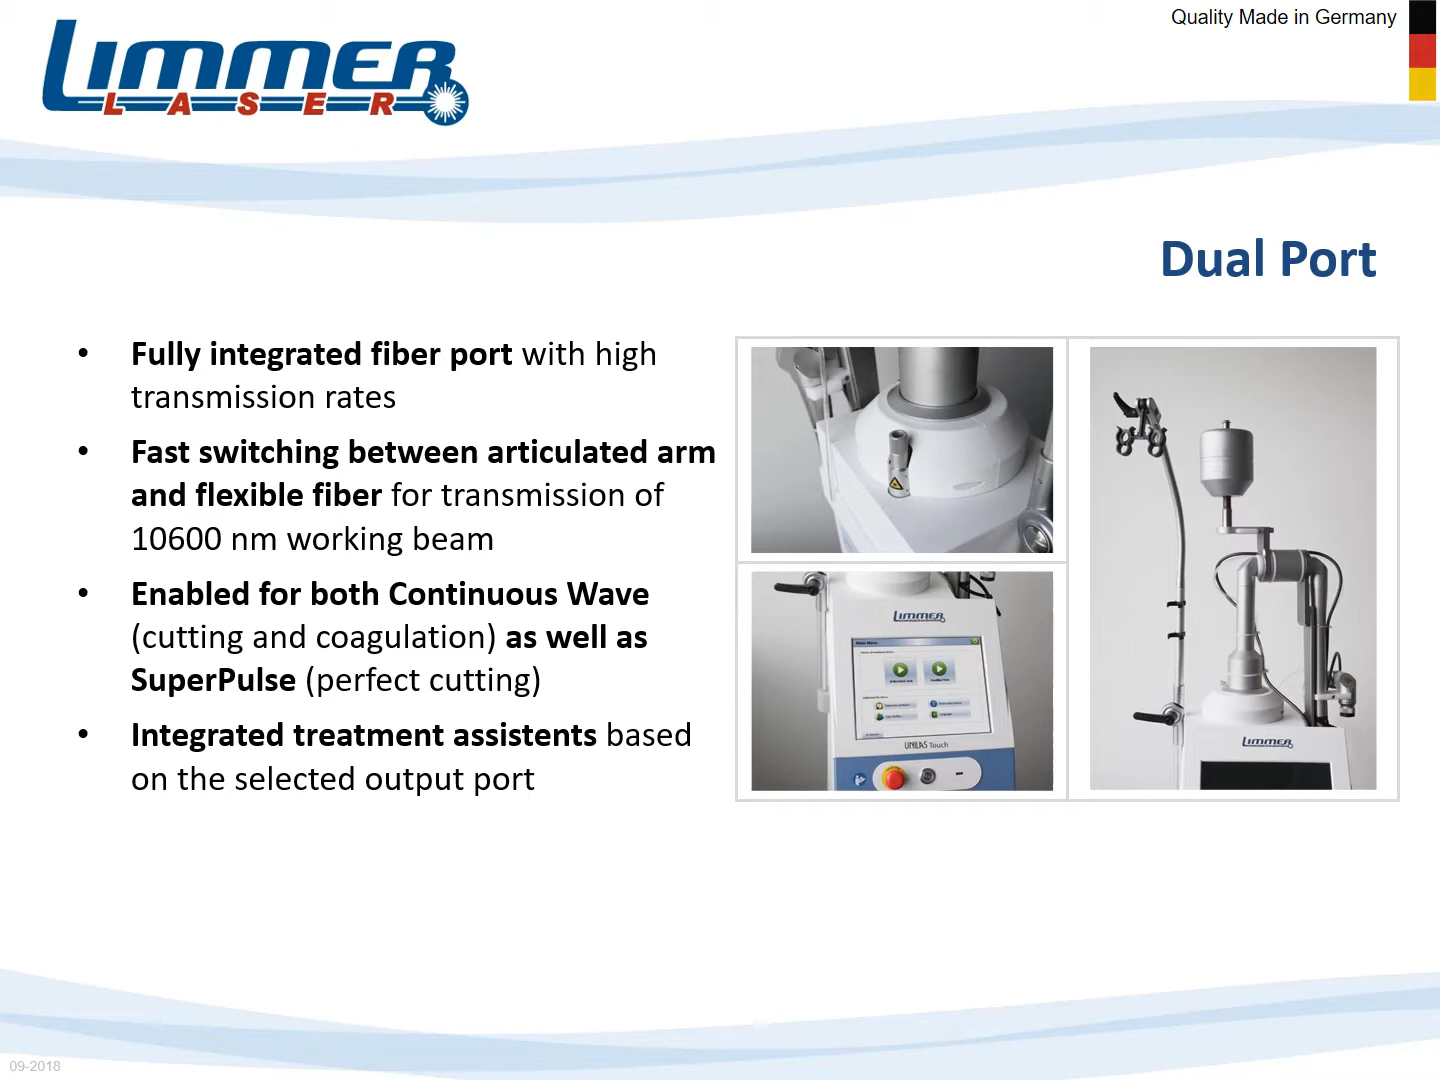 Quality Made in Germany
LIMMER
LASER
Dual Port
• Fully integrated fiber port with high
transmission rates
• Fast switching between articulated arm
and flexible fiber for transmission of
10600 nm working beam
• Enabled for both Continuous Wave
(cutting and coagulation) as well as
SuperPulse (perfect cutting)
• Integrated treatment assistents based
on the selected output port
LIMMER
Main Menu
UNILAS Touch
LIMMER
09-2018